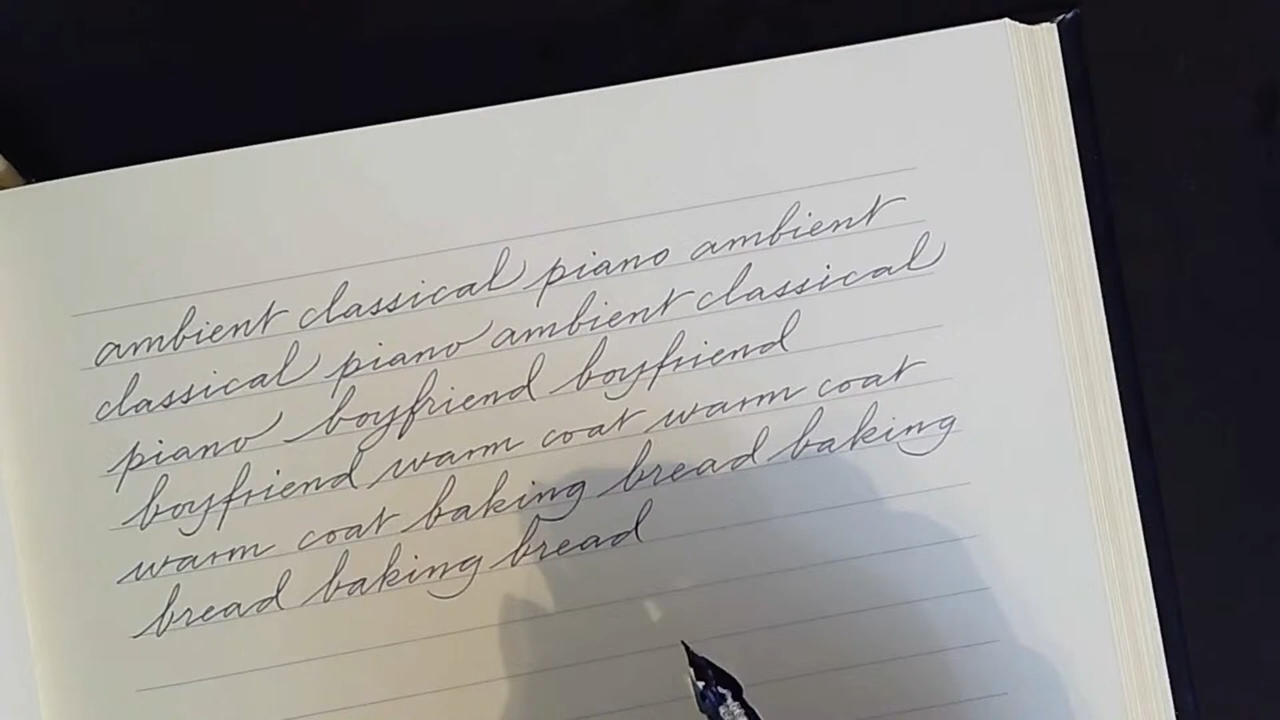 ambient classical piano ambient
classical piano ambient classical
piano boyfriend boyfriend
boyfriend warm coat warm coat
warm coat baking bread baking
bread baking bread